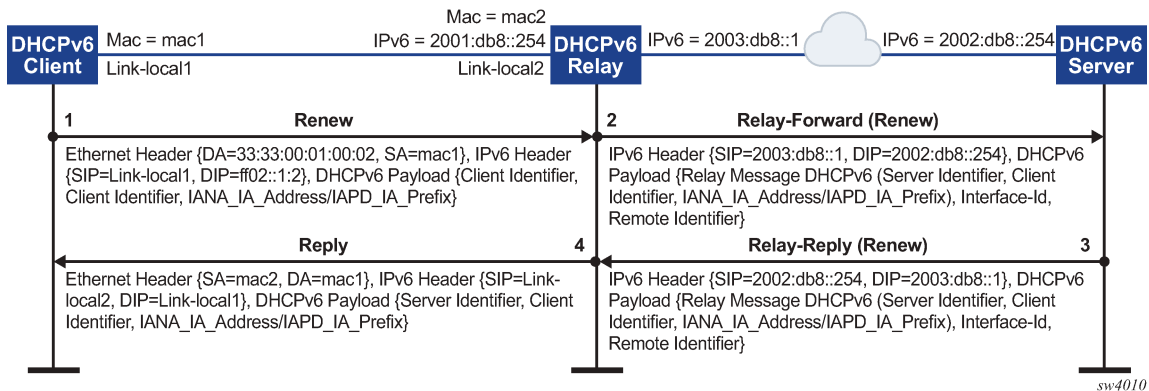 Mac = mac2
DHCPv6
Client
Mac = mac1
IPv6 = 2001:db8::254
DHCPv6
Relay
IPv6 = 2003:db8::1
IPv6 = 2002:db8::254
DHCPv6
Server
Link-local1
Link-local2
1
Renew
2
Relay-Forward (Renew)
Ethernet Header {DA=33:33:00:01:00:02, SA=mac1}, IPv6 Header
{SIP=Link-local1, DIP=ff02::1:2}, DHCPv6 Payload {Client Identifier,
Client Identifier, IANA_IA_Address/IAPD_IA_Prefix}
IPv6 Header {SIP=2003:db8::1, DIP=2002:db8::254}, DHCPv6
Payload {Relay Message DHCPv6 (Server Identifier, Client
Identifier, IANA_IA_Address/IAPD_IA_Prefix), Interface-Id,
Remote Identifier}
Reply
4
Relay-Reply (Renew)
3
Ethernet Header {SA=mac2, DA=mac1}, IPv6 Header {SIP=Link-
local2, DIP=Link-local1}, DHCPv6 Payload {Server Identifier, Client
Identifier, IANA_IA_Address/IAPD_IA_Prefix}
IPv6 Header {SIP=2002:db8::254, DIP=2003:db8::1}, DHCPv6
Payload {Relay Message DHCPv6 (Server Identifier, Client
Identifier, IANA_IA_Address/IAPD_IA_Prefix), Interface-Id,
Remote Identifier}
sw4010